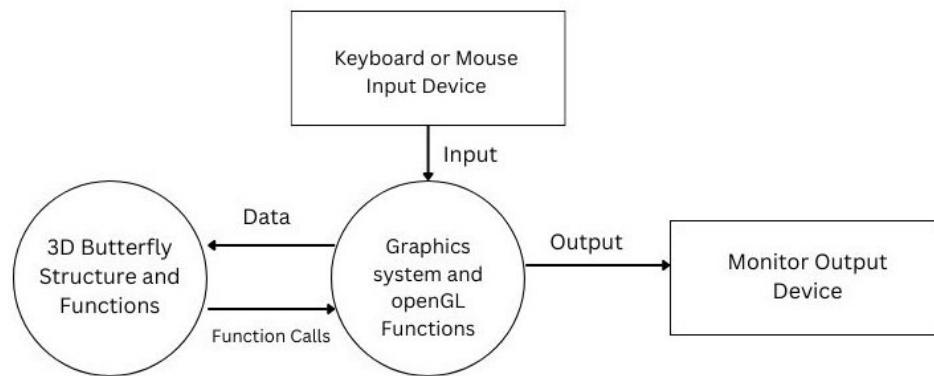 Keyboard or Mouse
Input Device
Input
Data
3D Butterfly
Structure and
Functions
Function Calls
Graphics
system and
openGL
Functions
Output
Monitor Output
Device